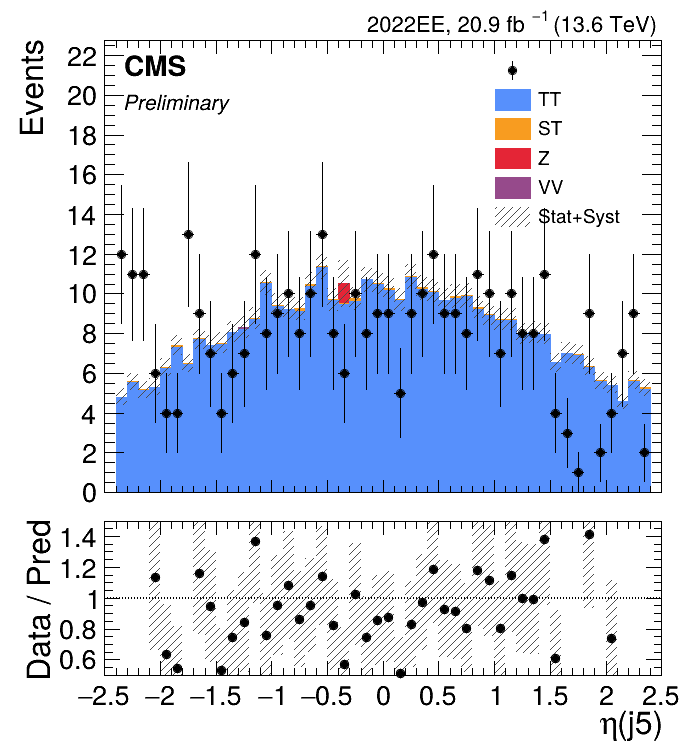 2022EE, 20.9 fb⁻¹ (13.6 TeV)
Events
22
20
18
16
14
12
10
8
6
4
2
0
CMS
Preliminary
TT
ST
Z
VV
Stat+Syst
Data / Pred
1.4
1.2
1
0.8
0.6
−2.5 −2 −1.5 −1 −0.5 0 0.5 1 1.5 2 2.5
η(j5)